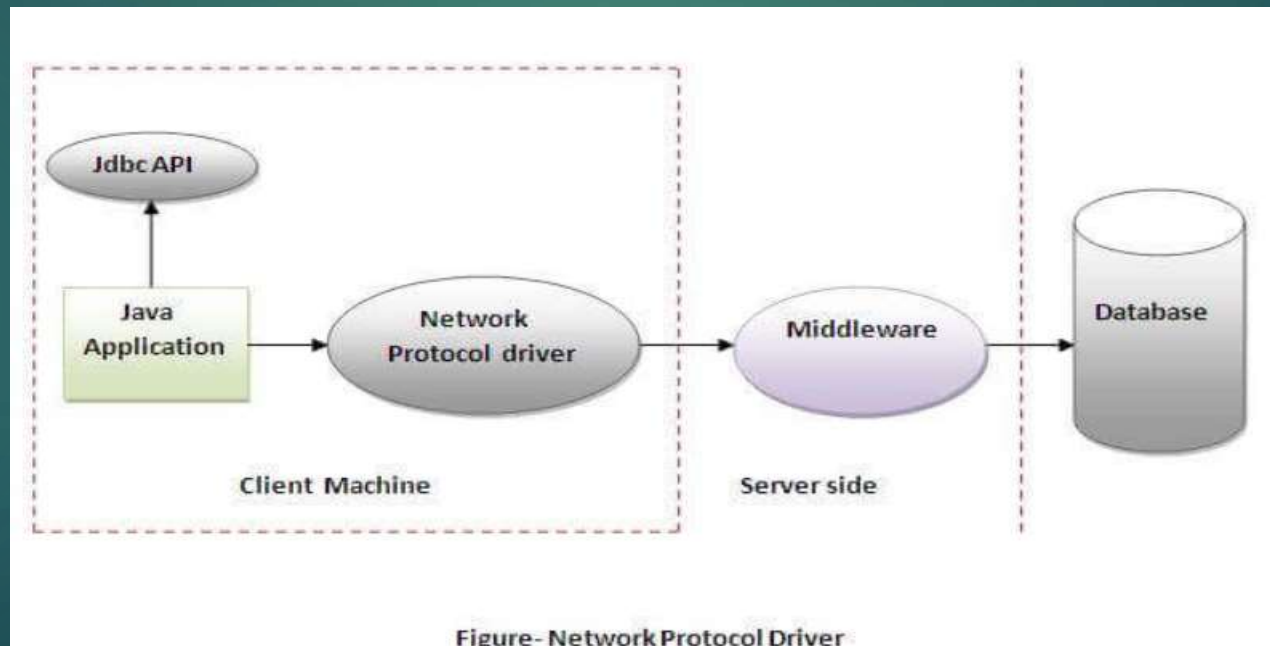 Jdbc API
Java
Application
Network
Protocol driver
Middleware
Database
Client Machine
Server side
Figure- Network Protocol Driver